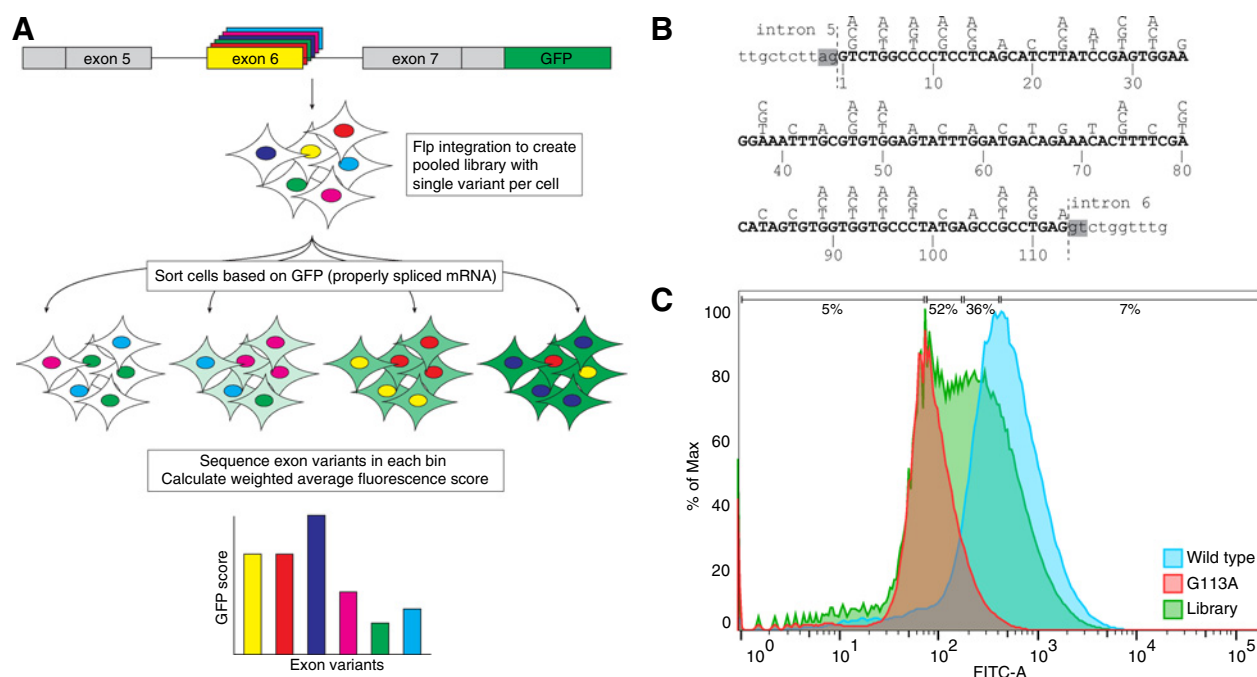 A
exon 5
exon 6
exon 7
GFP
Flp integration to create
pooled library with
single variant per cell
Sort cells based on GFP (properly spliced mRNA)
Sequence exon variants in each bin
Calculate weighted average fluorescence score
GFP score
Exon variants
B
intron 5
ttgctcttagGTCTGGCCCCTCCTCAGCATCTTATCCGAGTGGAA
1 10 20 30
GGAAATTTGCGTGTGGAGTATTTGGATGACAGAAACACTTTTCGA
40 50 60 70 80
intron 6
CATAGTGTGGTGGTGCCCTATGAGCCGCCTGAGgtctggtttg
90 100 110
C
5% 52% 36% 7%
100
80
60
40
20
0
% of Max
Wild type
G113A
Library
10^0 0 10^1 10^2 10^3 10^4 10^5
FITC-A